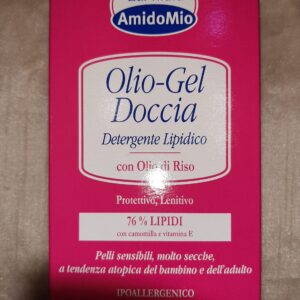 AmidoMio
Olio-Gel
Doccia
Detergente Lipidico
con Olio di Riso
Protettivo, Lenitivo
76% LIPIDI
con camomilla e vitamina E
Pelli sensibili, molto secche,
a tendenza atopica del bambino e dell'adulto
IPOALLERGENICO